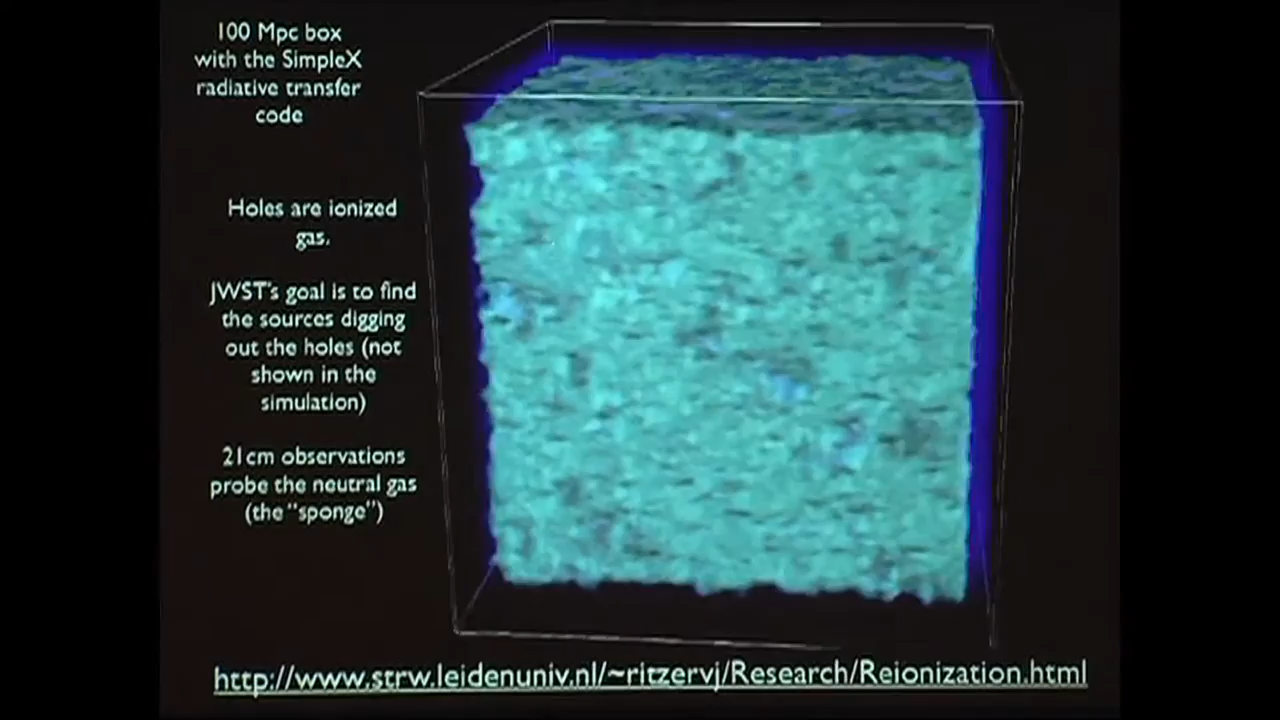 100 Mpc box
with the SimpleX
radiative transfer
code
Holes are ionized
gas.
JWST's goal is to find
the sources digging
out the holes (not
shown in the
simulation)
21cm observations
probe the neutral gas
(the "sponge")
http://www.strw.leidenuniv.nl/~ritzervj/Research/Reionization.html